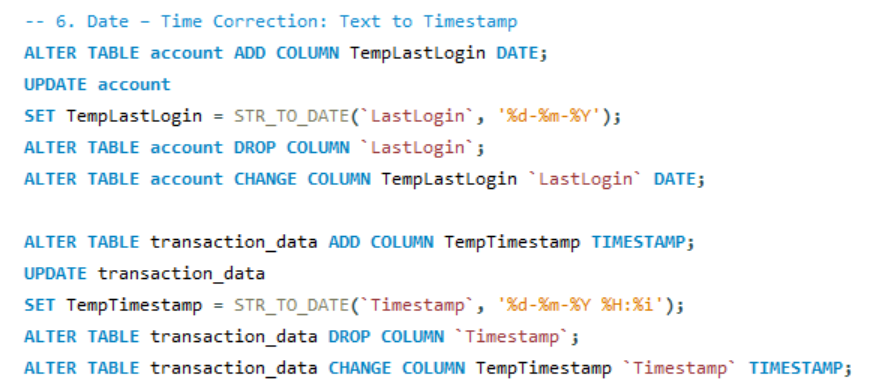 -- 6. Date – Time Correction: Text to Timestamp
ALTER TABLE account ADD COLUMN TempLastLogin DATE;
UPDATE account
SET TempLastLogin = STR_TO_DATE(`LastLogin`, '%d-%m-%Y');
ALTER TABLE account DROP COLUMN `LastLogin`;
ALTER TABLE account CHANGE COLUMN TempLastLogin `LastLogin` DATE;
ALTER TABLE transaction_data ADD COLUMN TempTimestamp TIMESTAMP;
UPDATE transaction_data
SET TempTimestamp = STR_TO_DATE(`Timestamp`, '%d-%m-%Y %H:%i');
ALTER TABLE transaction_data DROP COLUMN `Timestamp`;
ALTER TABLE transaction_data CHANGE COLUMN TempTimestamp `Timestamp` TIMESTAMP;